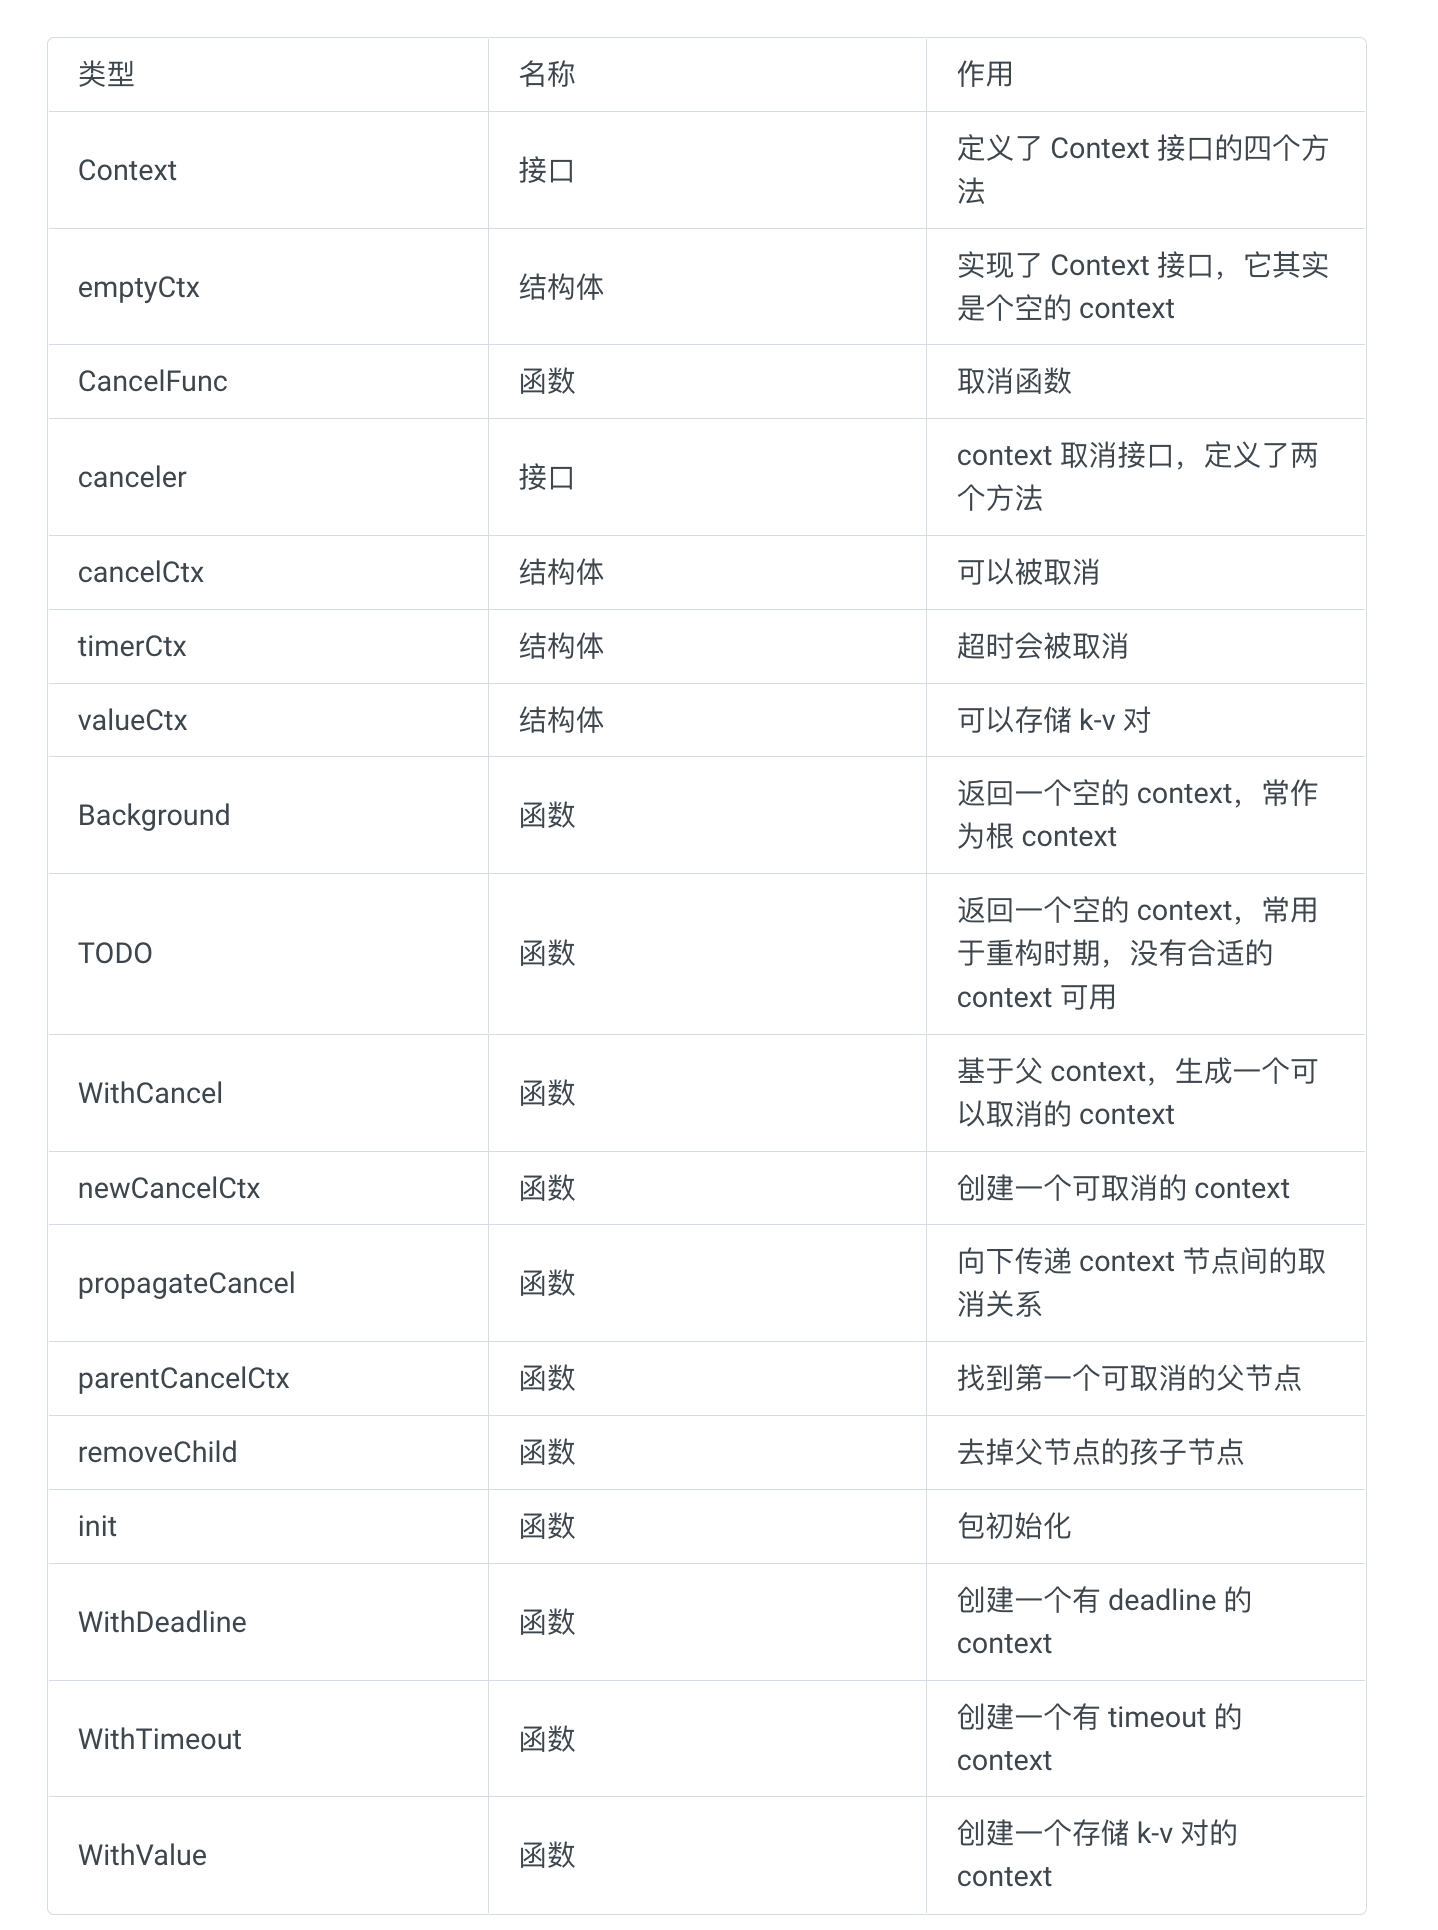 类型
名称
作用
Context
接口
定义了 Context 接口的四个方
法
emptyCtx
结构体
实现了 Context 接口，它其实
是个空的 context
CancelFunc
函数
取消函数
canceler
接口
context 取消接口，定义了两
个方法
cancelCtx
结构体
可以被取消
timerCtx
结构体
超时会被取消
valueCtx
结构体
可以存储 k-v 对
Background
函数
返回一个空的 context，常作
为根 context
TODO
函数
返回一个空的 context，常用
于重构时期，没有合适的
context 可用
WithCancel
函数
基于父 context，生成一个可
以取消的 context
newCancelCtx
函数
创建一个可取消的 context
propagateCancel
函数
向下传递 context 节点间的取
消关系
parentCancelCtx
函数
找到第一个可取消的父节点
removeChild
函数
去掉父节点的孩子节点
init
函数
包初始化
WithDeadline
函数
创建一个有 deadline 的
context
WithTimeout
函数
创建一个有 timeout 的
context
WithValue
函数
创建一个存储 k-v 对的
context